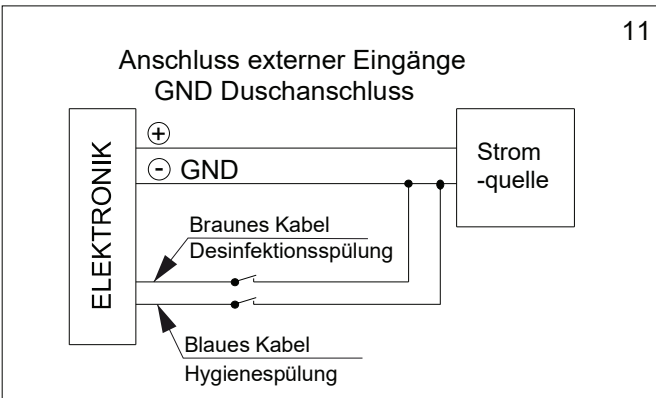 11
Anschluss externer Eingänge
GND Duschanschluss
ELEKTRONIK
+
- GND
Strom
-quelle
Braunes Kabel
Desinfektionsspülung
Blaues Kabel
Hygienespülung